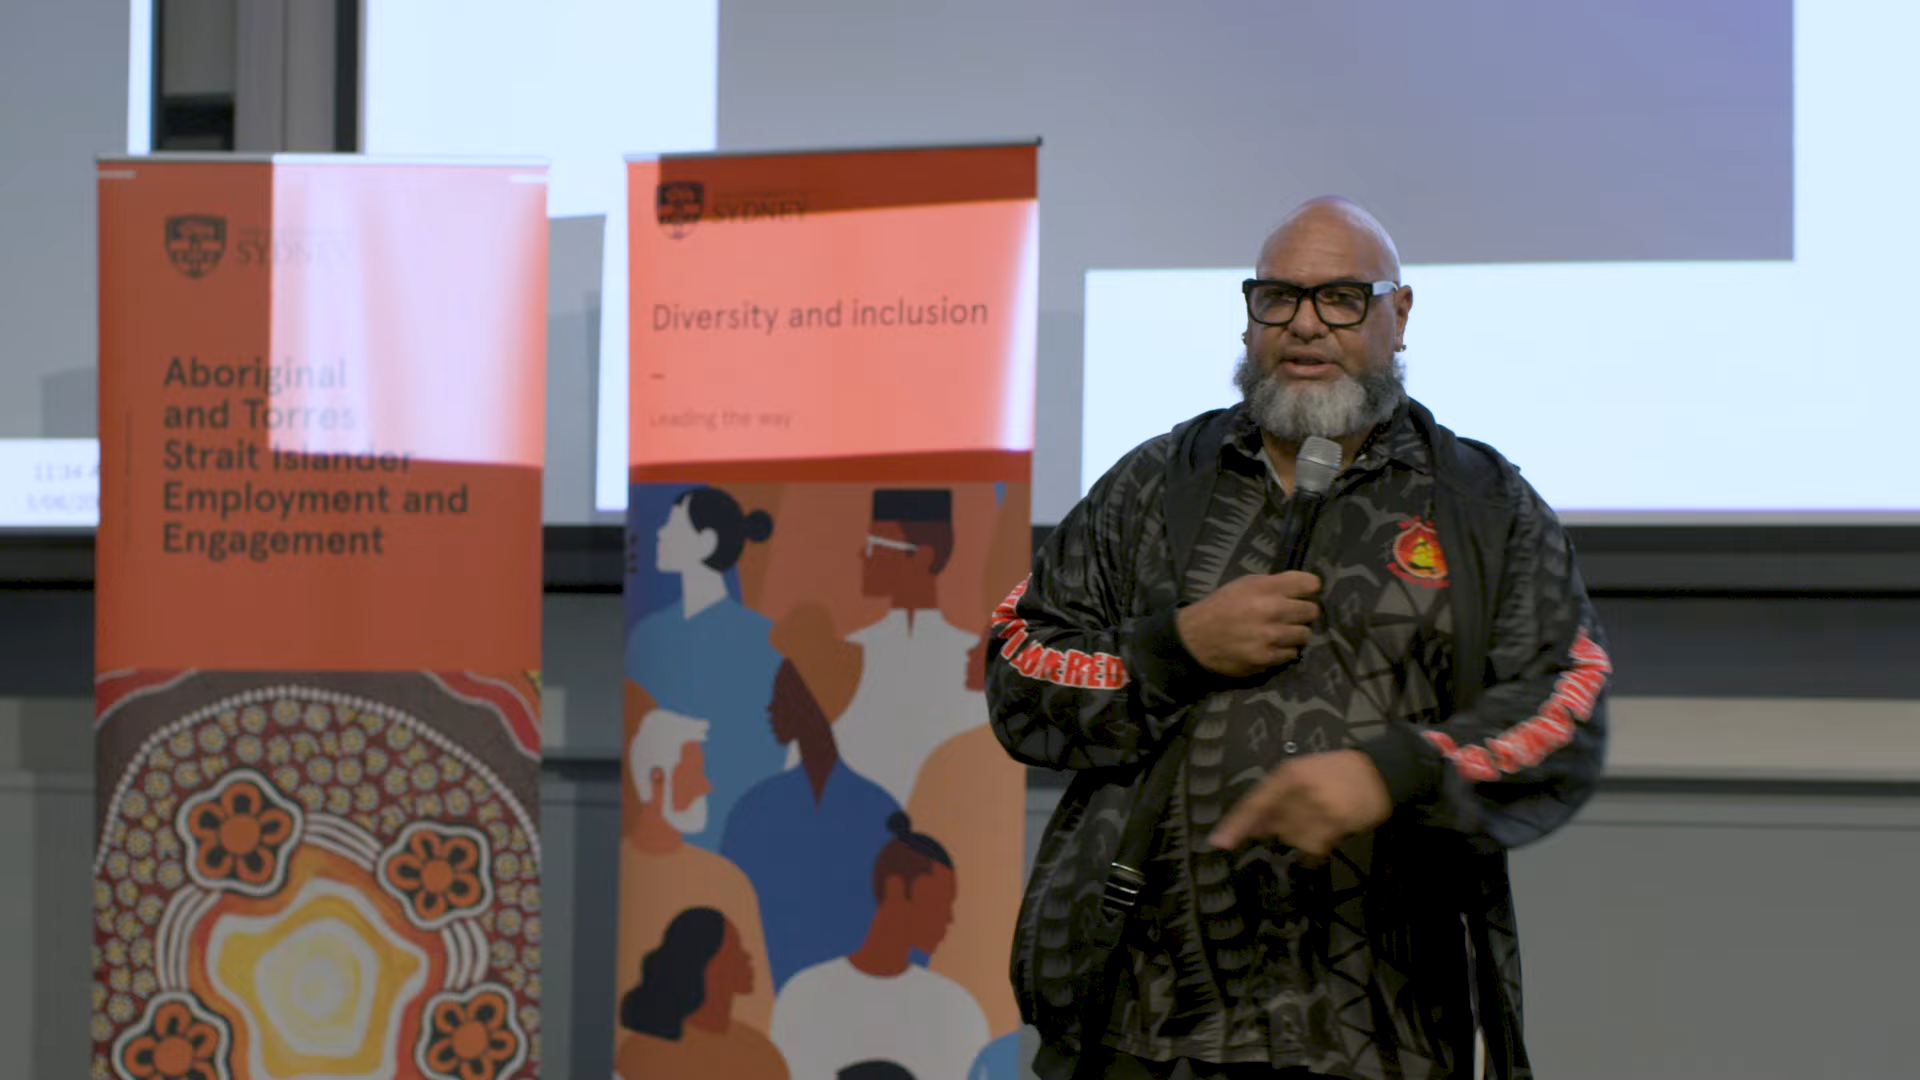 SYDNEY
Aboriginal
and Torres
Strait Islander
Employment and
Engagement
SYDNEY
Diversity and inclusion
–
Leading the way